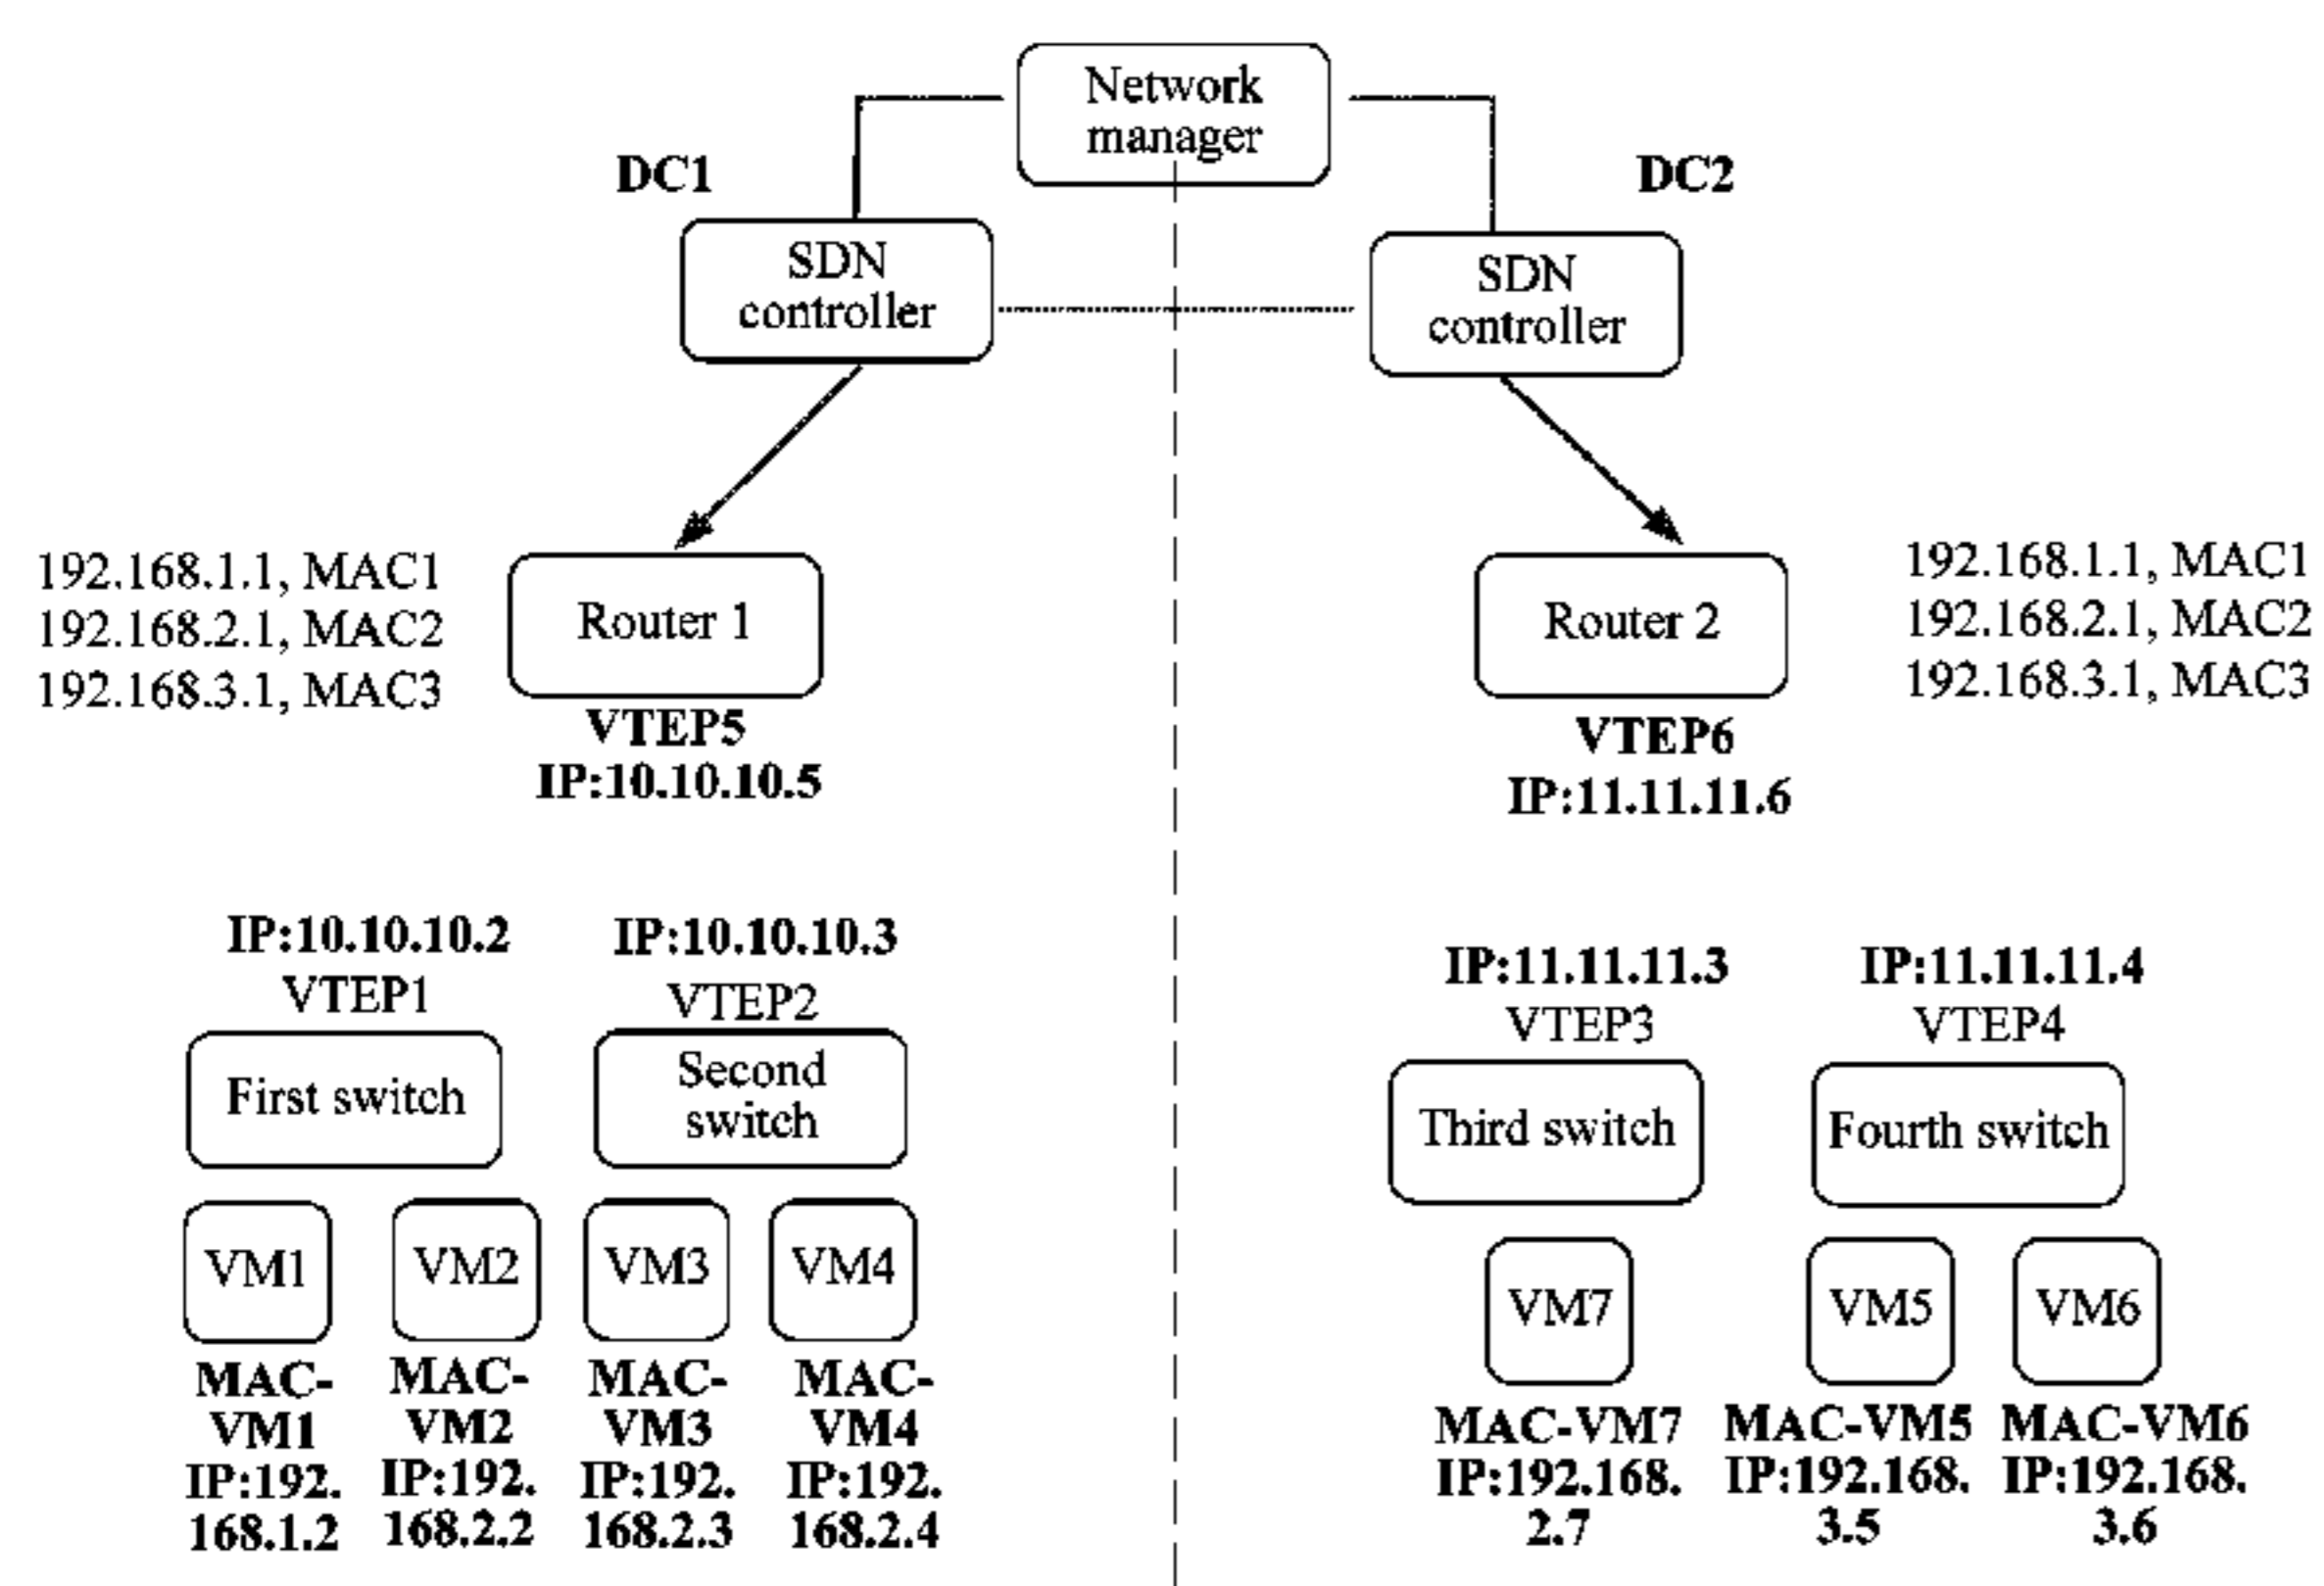 Network
manager
DC1
DC2
SDN
controller
SDN
controller
192.168.1.1, MAC1
192.168.2.1, MAC2
192.168.3.1, MAC3
Router 1
VTEP5
IP:10.10.10.5
Router 2
VTEP6
IP:11.11.11.6
192.168.1.1, MAC1
192.168.2.1, MAC2
192.168.3.1, MAC3
IP:10.10.10.2
VTEP1
First switch
IP:10.10.10.3
VTEP2
Second
switch
IP:11.11.11.3
VTEP3
Third switch
IP:11.11.11.4
VTEP4
Fourth switch
VM1
MAC-
VM1
IP:192.
168.1.2
VM2
MAC-
VM2
IP:192.
168.2.2
VM3
MAC-
VM3
IP:192.
168.2.3
VM4
MAC-
VM4
IP:192.
168.2.4
VM7
MAC-VM7
IP:192.168.
2.7
VM5
MAC-VM5
IP:192.168.
3.5
VM6
MAC-VM6
IP:192.168.
3.6